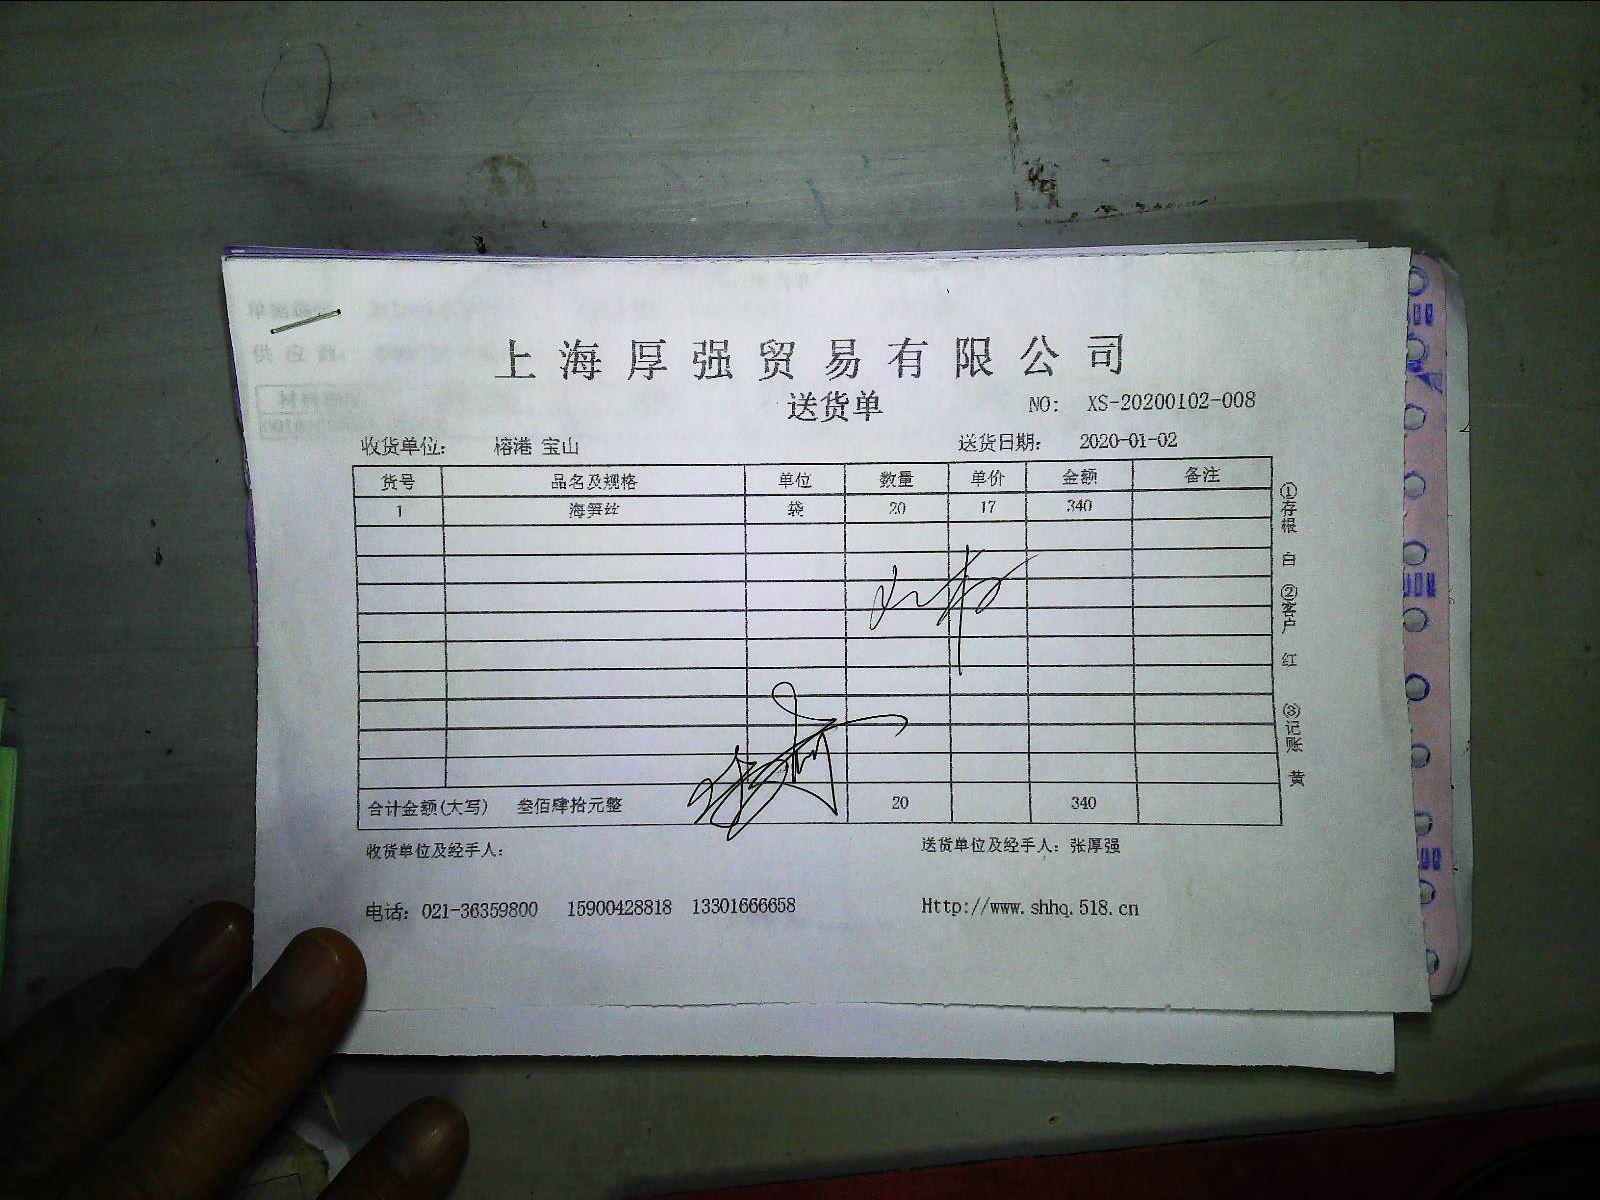 上海厚强贸易有限公司
送货单 NO: XS-20200102-008
收货单位: 榕港 宝山 送货日期: 2020-01-02
货号 品名及规格 单位 数量 单价 金额 备注
1 海笋丝 袋 20 17 340
合计金额(大写) 叁佰肆拾元整 20 340
收货单位及经手人: 送货单位及经手人: 张厚强
电话: 021-36359800 15900428818 13301666658 Http://www.shhq.518.cn
①存根 白 ②客户 红 ③记账 黄